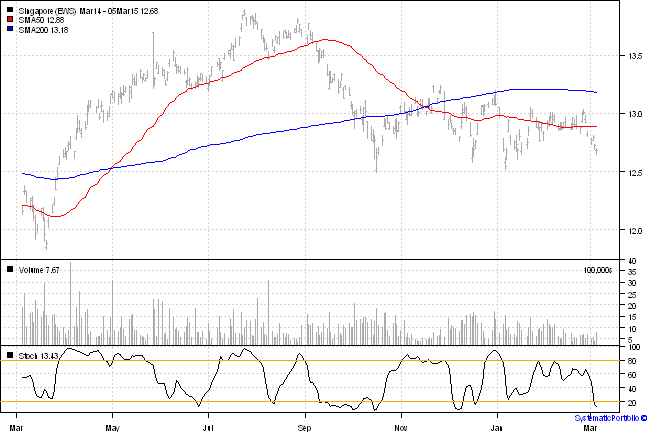 Singapore (EWS) Mar14 - 05Mar15 12.68
SMA50 12.88
SMA200 13.18
13.5
13.0
12.5
12.0
Volume 7.67
100,000s
40
35
30
25
20
15
10
5
Stoch 13.43
100
80
60
40
20
Mar May Jul Sep Nov Jan Mar
SystematicPortfolio ©